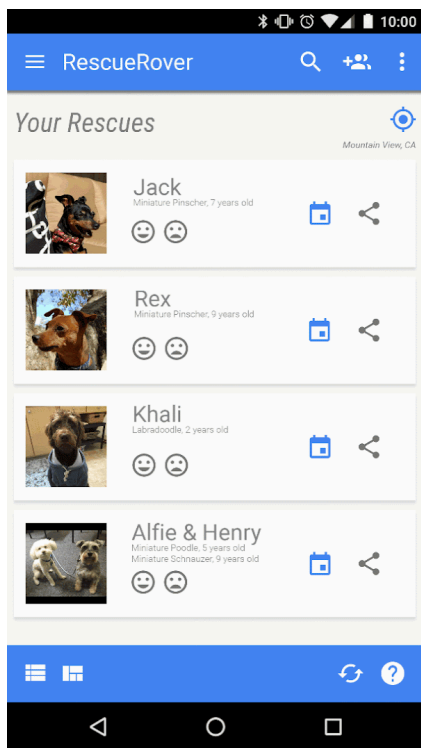 10:00
RescueRover
Your Rescues
Mountain View, CA
Jack
Miniature Pinscher, 7 years old
Rex
Miniature Pinscher, 9 years old
Khali
Labradoodle, 2 years old
Alfie & Henry
Miniature Poodle, 5 years old
Miniature Schnauzer, 9 years old